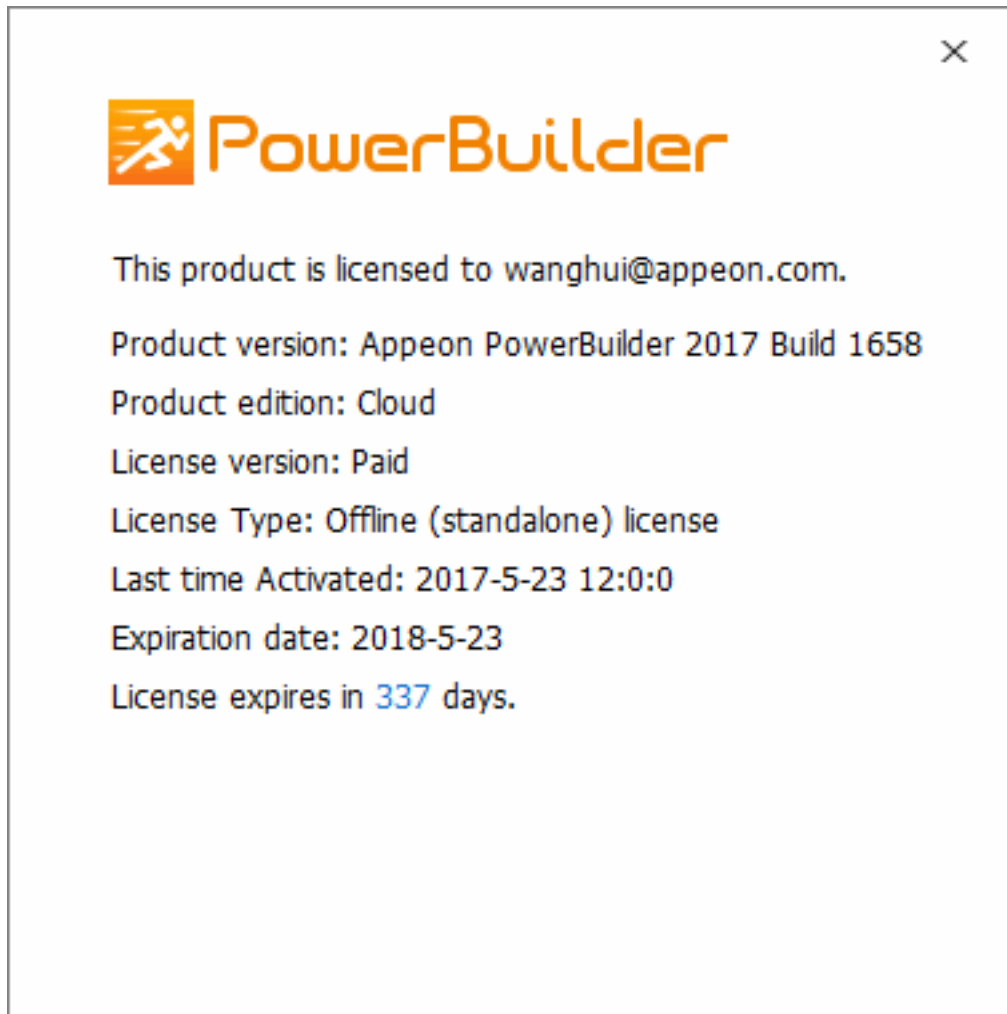 PowerBuilder
This product is licensed to wanghui@appeon.com.
Product version: Appeon PowerBuilder 2017 Build 1658
Product edition: Cloud
License version: Paid
License Type: Offline (standalone) license
Last time Activated: 2017-5-23 12:0:0
Expiration date: 2018-5-23
License expires in 337 days.